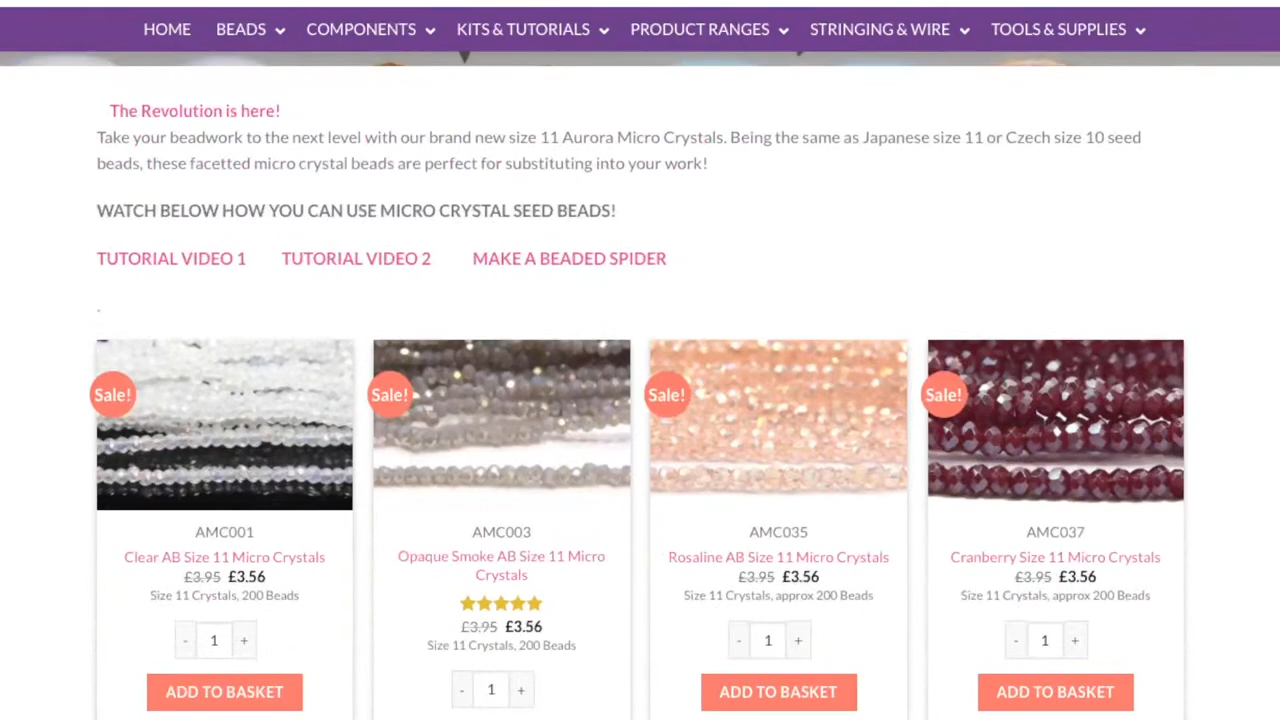 HOME BEADS COMPONENTS KITS & TUTORIALS PRODUCT RANGES STRINGING & WIRE TOOLS & SUPPLIES
The Revolution is here!
Take your beadwork to the next level with our brand new size 11 Aurora Micro Crystals. Being the same as Japanese size 11 or Czech size 10 seed
beads, these facetted micro crystal beads are perfect for substituting into your work!
WATCH BELOW HOW YOU CAN USE MICRO CRYSTAL SEED BEADS!
TUTORIAL VIDEO 1 TUTORIAL VIDEO 2 MAKE A BEADED SPIDER
.
Sale!
AMC001
Clear AB Size 11 Micro Crystals
£3.95 £3.56
Size 11 Crystals, 200 Beads
- 1 +
ADD TO BASKET
Sale!
AMC003
Opaque Smoke AB Size 11 Micro
Crystals
£3.95 £3.56
Size 11 Crystals, 200 Beads
- 1 +
Sale!
AMC035
Rosaline AB Size 11 Micro Crystals
£3.95 £3.56
Size 11 Crystals, approx 200 Beads
- 1 +
ADD TO BASKET
Sale!
AMC037
Cranberry Size 11 Micro Crystals
£3.95 £3.56
Size 11 Crystals, approx 200 Beads
- 1 +
ADD TO BASKET